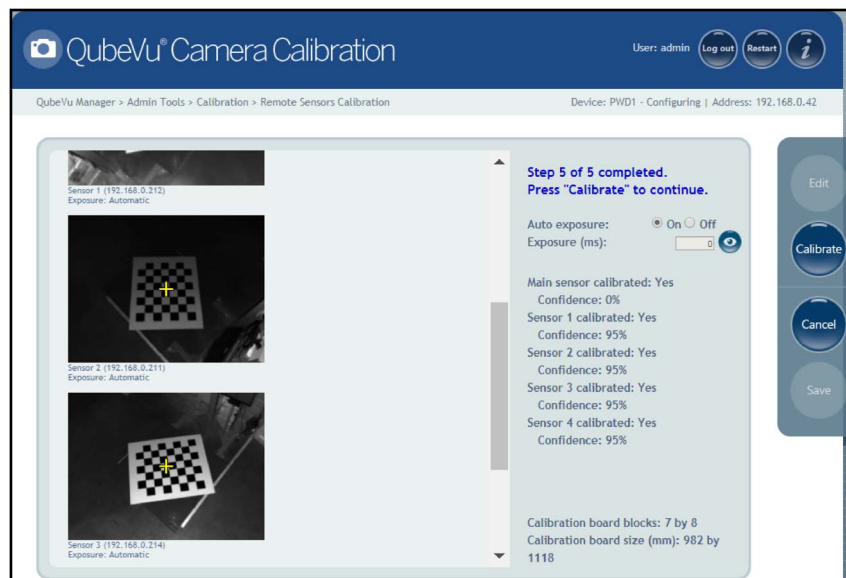 QubeVu® Camera Calibration
User: admin
Log out
Restart
i
QubeVu Manager > Admin Tools > Calibration > Remote Sensors Calibration
Device: PWD1 - Configuring | Address: 192.168.0.42
Sensor 1 (192.168.0.212)
Exposure: Automatic
Sensor 2 (192.168.0.211)
Exposure: Automatic
Sensor 3 (192.168.0.214)
Exposure: Automatic
Step 5 of 5 completed.
Press "Calibrate" to continue.
Auto exposure: On Off
Exposure (ms): 0
Main sensor calibrated: Yes
Confidence: 0%
Sensor 1 calibrated: Yes
Confidence: 95%
Sensor 2 calibrated: Yes
Confidence: 95%
Sensor 3 calibrated: Yes
Confidence: 95%
Sensor 4 calibrated: Yes
Confidence: 95%
Calibration board blocks: 7 by 8
Calibration board size (mm): 982 by
1118
Edit
Calibrate
Cancel
Save